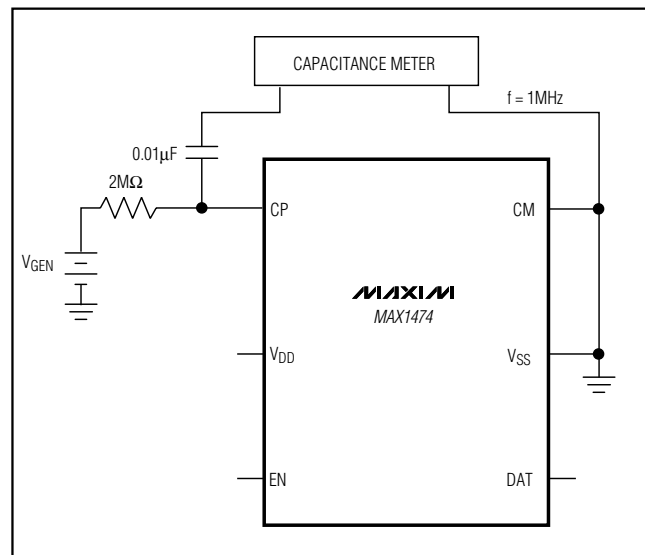 CAPACITANCE METER
f = 1MHz
0.01µF
2MΩ
CP
CM
VGEN
MAXIM
MAX1474
VDD
VSS
EN
DAT